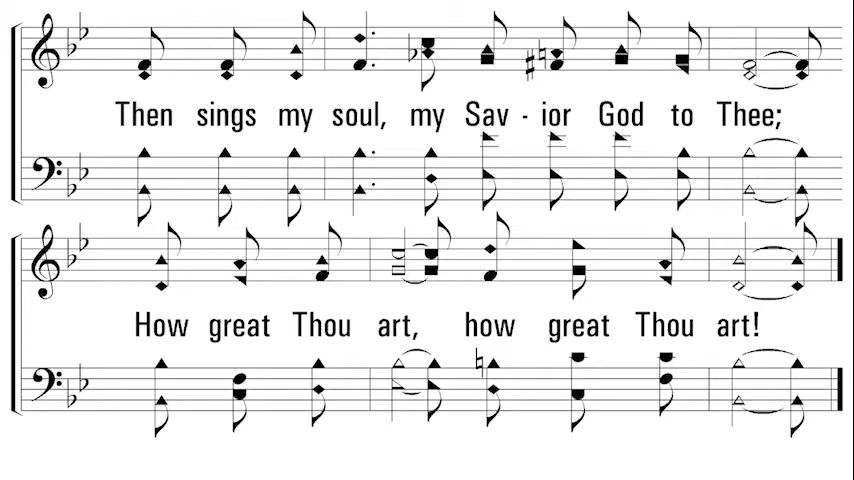 Then sings my soul, my Sav - ior God to Thee;
How great Thou art, how great Thou art!